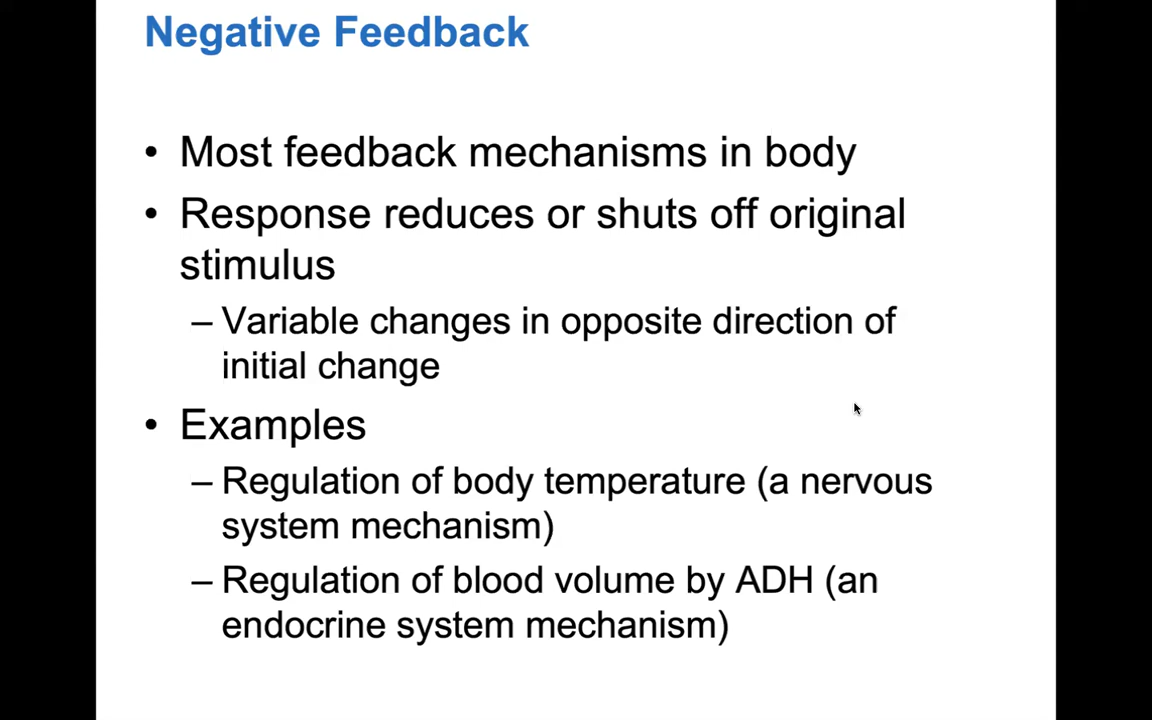 Negative Feedback
• Most feedback mechanisms in body
• Response reduces or shuts off original
stimulus
– Variable changes in opposite direction of
initial change
• Examples
– Regulation of body temperature (a nervous
system mechanism)
– Regulation of blood volume by ADH (an
endocrine system mechanism)